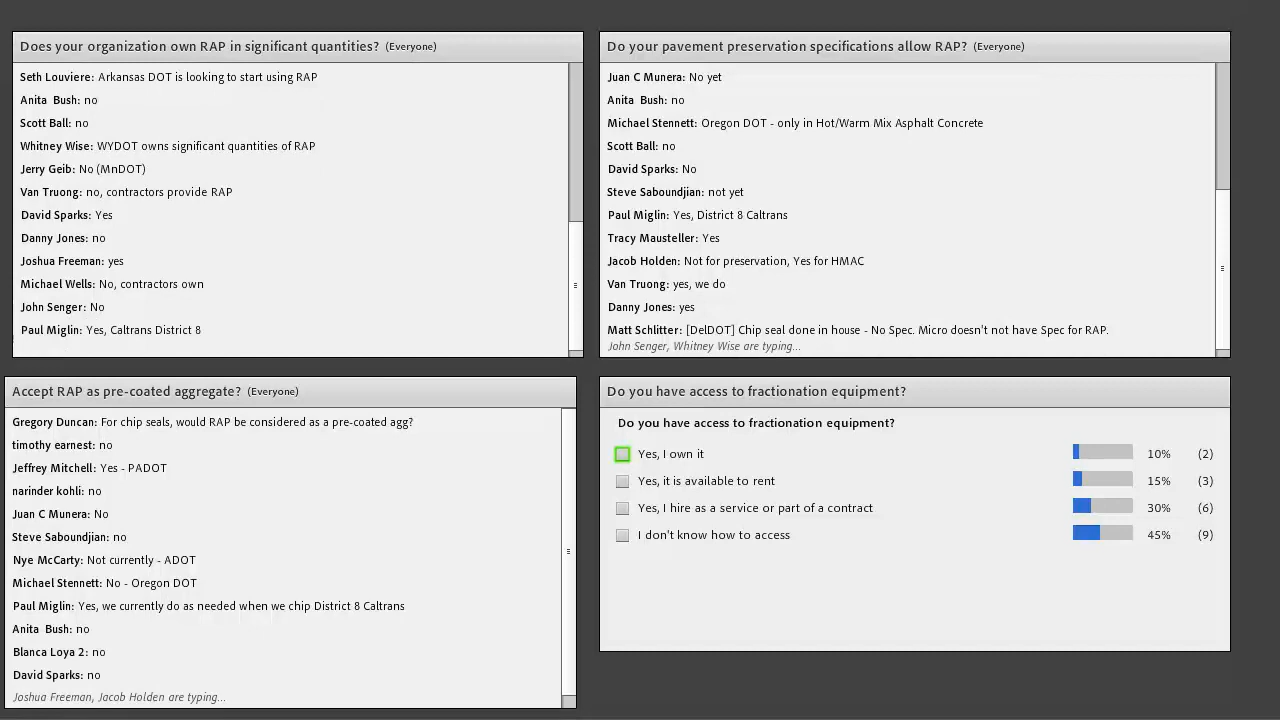 Does your organization own RAP in significant quantities? (Everyone)
Seth Louviere: Arkansas DOT is looking to start using RAP
Anita Bush: no
Scott Ball: no
Whitney Wise: WYDOT owns significant quantities of RAP
Jerry Geib: No (MnDOT)
Van Truong: no, contractors provide RAP
David Sparks: Yes
Danny Jones: no
Joshua Freeman: yes
Michael Wells: No, contractors own
John Senger: No
Paul Miglin: Yes, Caltrans District 8
Do your pavement preservation specifications allow RAP? (Everyone)
Juan C Munera: No yet
Anita Bush: no
Michael Stennett: Oregon DOT - only in Hot/Warm Mix Asphalt Concrete
Scott Ball: no
David Sparks: No
Steve Saboundjian: not yet
Paul Miglin: Yes, District 8 Caltrans
Tracy Mausteller: Yes
Jacob Holden: Not for preservation, Yes for HMAC
Van Truong: yes, we do
Danny Jones: yes
Matt Schlitter: [DelDOT] Chip seal done in house - No Spec. Micro doesn't not have Spec for RAP.
John Senger, Whitney Wise are typing...
Accept RAP as pre-coated aggregate? (Everyone)
Gregory Duncan: For chip seals, would RAP be considered as a pre-coated agg?
timothy earnest: no
Jeffrey Mitchell: Yes - PADOT
narinder kohli: no
Juan C Munera: No
Steve Saboundjian: no
Nye McCarty: Not currently - ADOT
Michael Stennett: No - Oregon DOT
Paul Miglin: Yes, we currently do as needed when we chip District 8 Caltrans
Anita Bush: no
Blanca Loya 2: no
David Sparks: no
Joshua Freeman, Jacob Holden are typing...
Do you have access to fractionation equipment?
Do you have access to fractionation equipment?
Yes, I own it 10% (2)
Yes, it is available to rent 15% (3)
Yes, I hire as a service or part of a contract 30% (6)
I don't know how to access 45% (9)